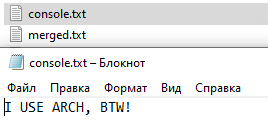 console.txt
merged.txt
console.txt – Блокнот
Файл Правка Формат Вид Справка
I USE ARCH, BTW!